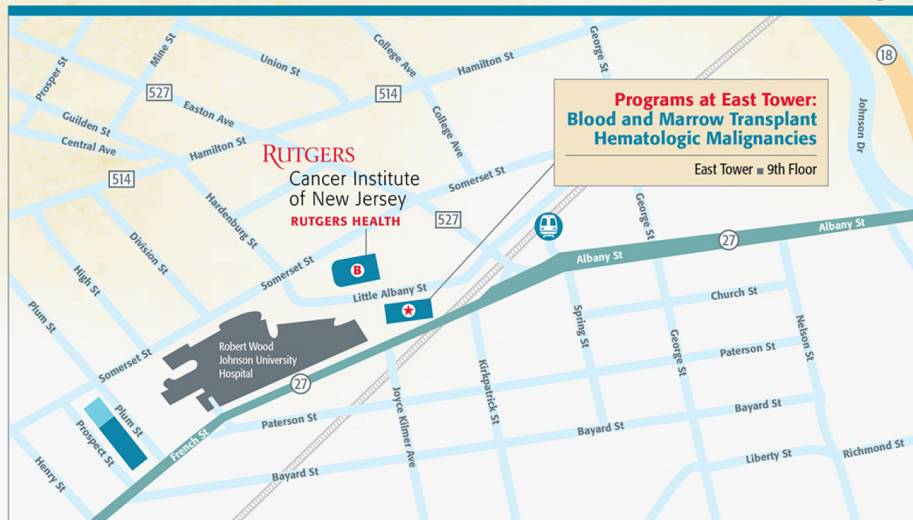 Prosper St
Mine St
Union St
College Ave
Hamilton St
George St
18
527
514
Johnson Dr
Guilden St
Easton Ave
Central Ave
Hamilton St
College Ave
Programs at East Tower:
Blood and Marrow Transplant
Hematologic Malignancies
East Tower ■ 9th Floor
514
RUTGERS
Cancer Institute
of New Jersey
RUTGERS HEALTH
Somerset St
527
Hardenburg St
George St
27
Albany St
Albany St
Division St
High St
Somerset St
B
Little Albany St
Plum St
Church St
Spring St
Nelson St
George St
Robert Wood
Johnson University
Hospital
Somerset St
27
Kirkpatrick St
Paterson St
Joyce Kilmer Ave
Plum St
Prospect St
French St
Paterson St
Bayard St
Bayard St
Henry St
Bayard St
Liberty St
Richmond St